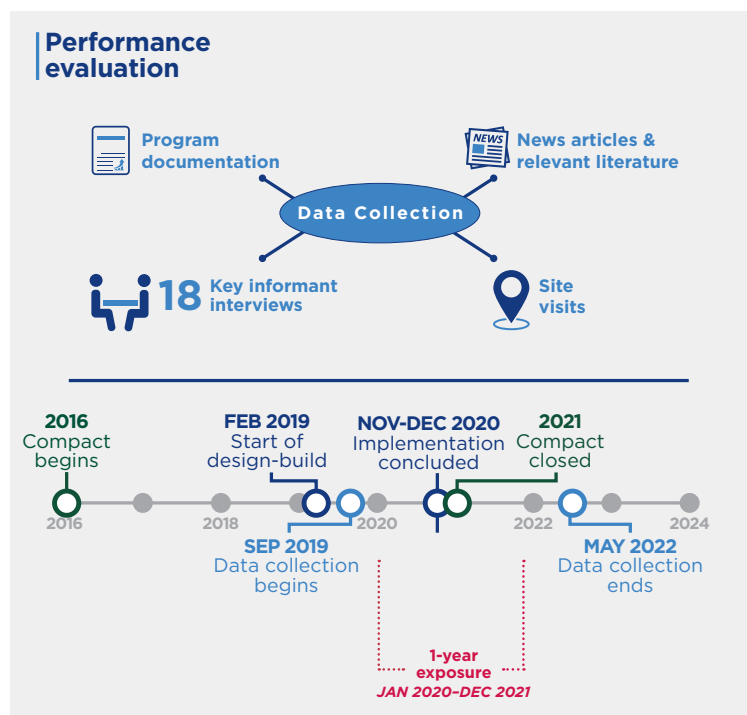 Performance
evaluation
Program
documentation
NEWS
News articles &
relevant literature
Data Collection
18
Key informant
interviews
Site
visits
2016
Compact
begins
FEB 2019
Start of
design-build
NOV-DEC 2020
Implementation
concluded
2021
Compact
closed
2016
2018
2020
2022
2024
SEP 2019
Data collection
begins
MAY 2022
Data collection
ends
1-year
exposure
JAN 2020–DEC 2021